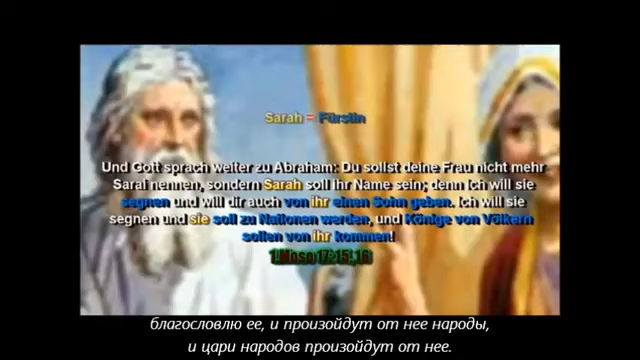 Sarah = Fürstin
Und Gott sprach weiter zu Abraham: Du sollst deine Frau nicht mehr
Sarai nennen, sondern Sarah soll ihr Name sein; denn ich will sie
segnen und will dir auch von ihr einen Sohn geben. Ich will sie
segnen und sie soll zu Nationen werden, und Könige von Völkern
sollen von ihr kommen!
1.Mose 17:15..16
благословлю ее, и произойдут от нее народы,
и цари народов произойдут от нее.